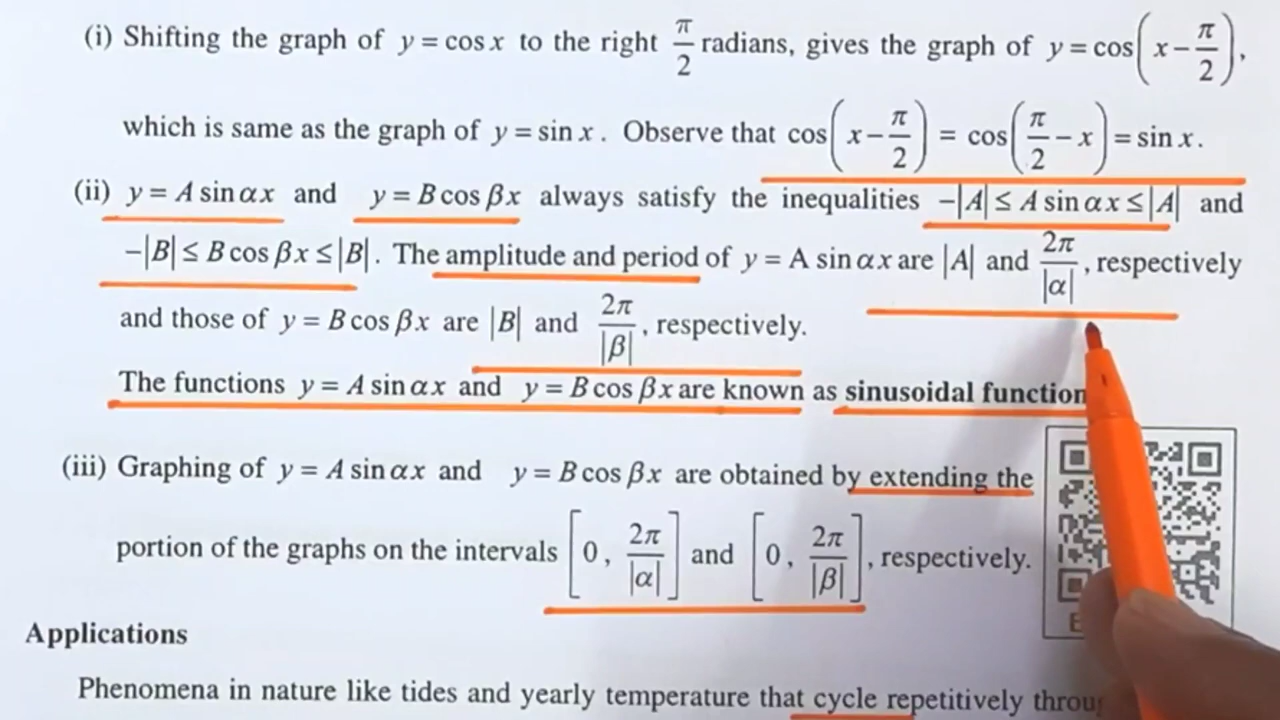 (i) Shifting the graph of y = cos x to the right π/2 radians, gives the graph of y = cos(x − π/2),
which is same as the graph of y = sin x. Observe that cos(x − π/2) = cos(π/2 − x) = sin x.
(ii) y = A sin αx and y = B cos βx always satisfy the inequalities −|A| ≤ A sin αx ≤ |A| and
−|B| ≤ B cos βx ≤ |B|. The amplitude and period of y = A sin αx are |A| and 2π/|α|, respectively
and those of y = B cos βx are |B| and 2π/|β|, respectively.
The functions y = A sin αx and y = B cos βx are known as sinusoidal function
(iii) Graphing of y = A sin αx and y = B cos βx are obtained by extending the
portion of the graphs on the intervals [0, 2π/|α|] and [0, 2π/|β|], respectively.
Applications
Phenomena in nature like tides and yearly temperature that cycle repetitively